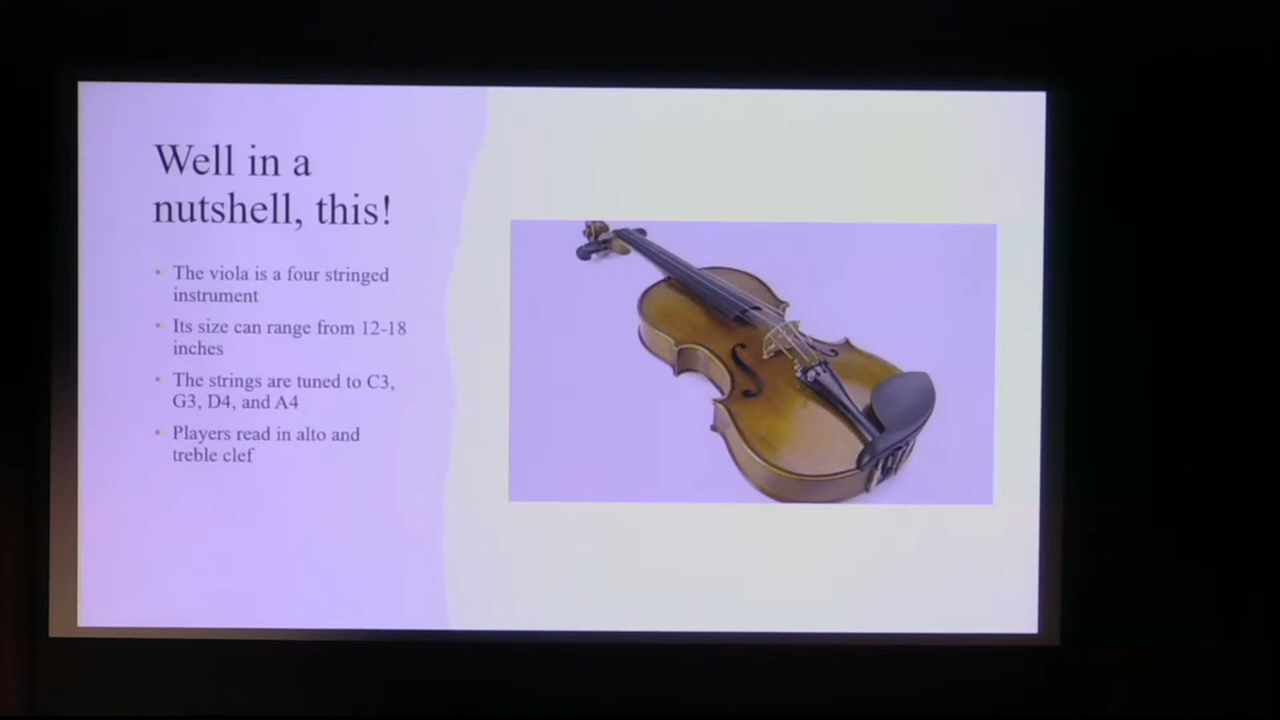 Well in a
nutshell, this!
• The viola is a four stringed
instrument
• Its size can range from 12-18
inches
• The strings are tuned to C3,
G3, D4, and A4
• Players read in alto and
treble clef